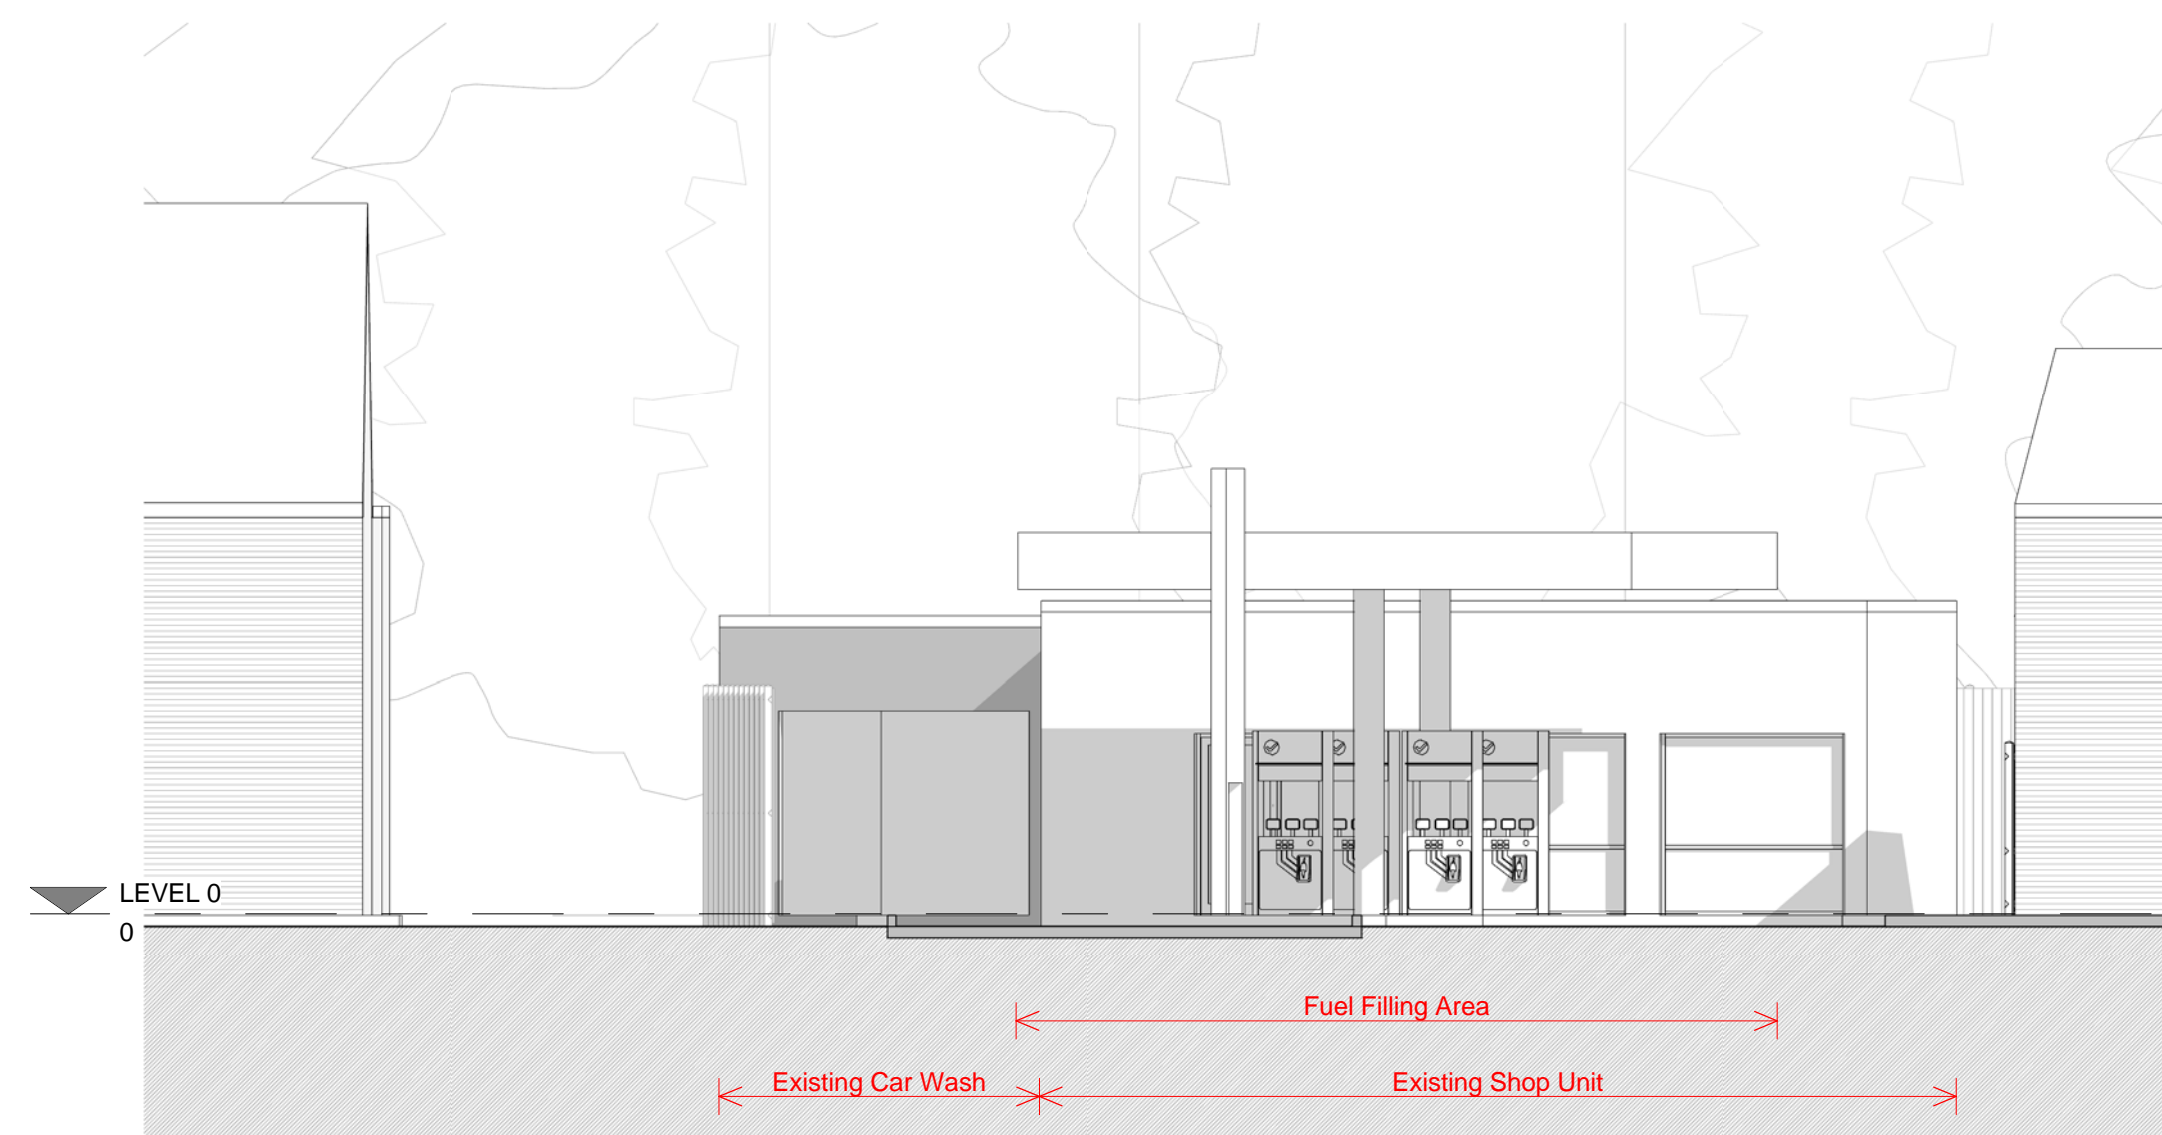 LEVEL 0
0
Fuel Filling Area
Existing Car Wash
Existing Shop Unit